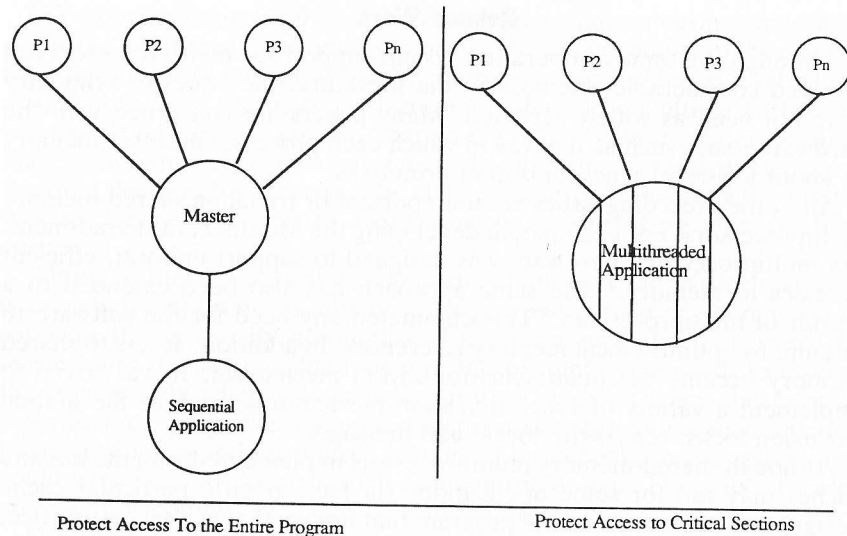 P1
P2
P3
Pn
Master
Sequential
Application
Protect Access To the Entire Program
P1
P2
P3
Pn
Multithreaded
Application
Protect Access to Critical Sections